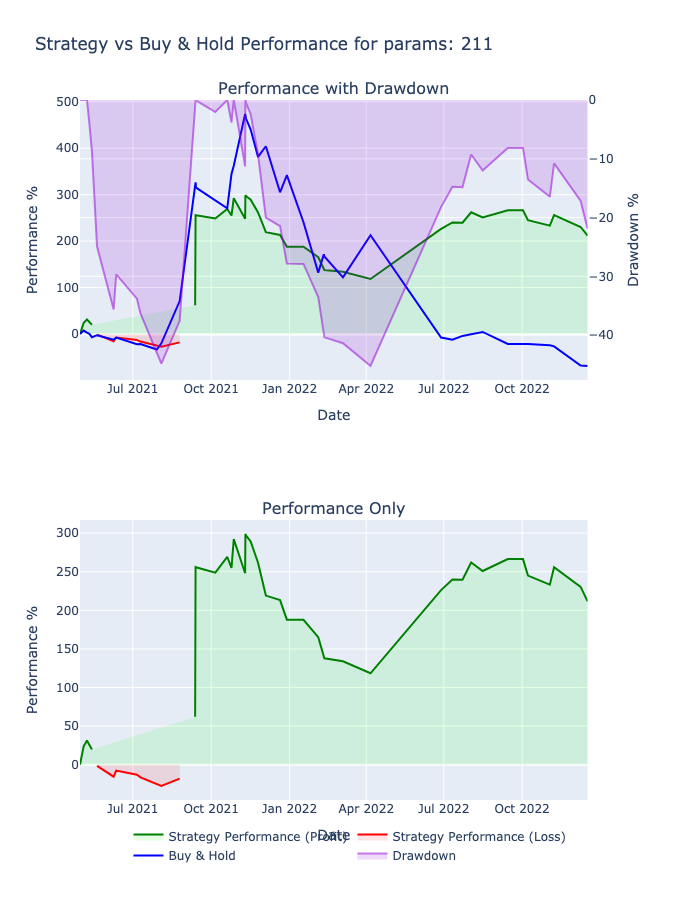 Strategy vs Buy & Hold Performance for params: 211
Performance with Drawdown
500
400
300
200
100
0
Performance %
0
−10
−20
−30
−40
Drawdown %
Jul 2021
Oct 2021
Jan 2022
Apr 2022
Jul 2022
Oct 2022
Date
Performance Only
300
250
200
150
100
50
0
Performance %
Jul 2021
Oct 2021
Jan 2022
Apr 2022
Jul 2022
Oct 2022
Date
Strategy Performance (Profit)
Strategy Performance (Loss)
Buy & Hold
Drawdown